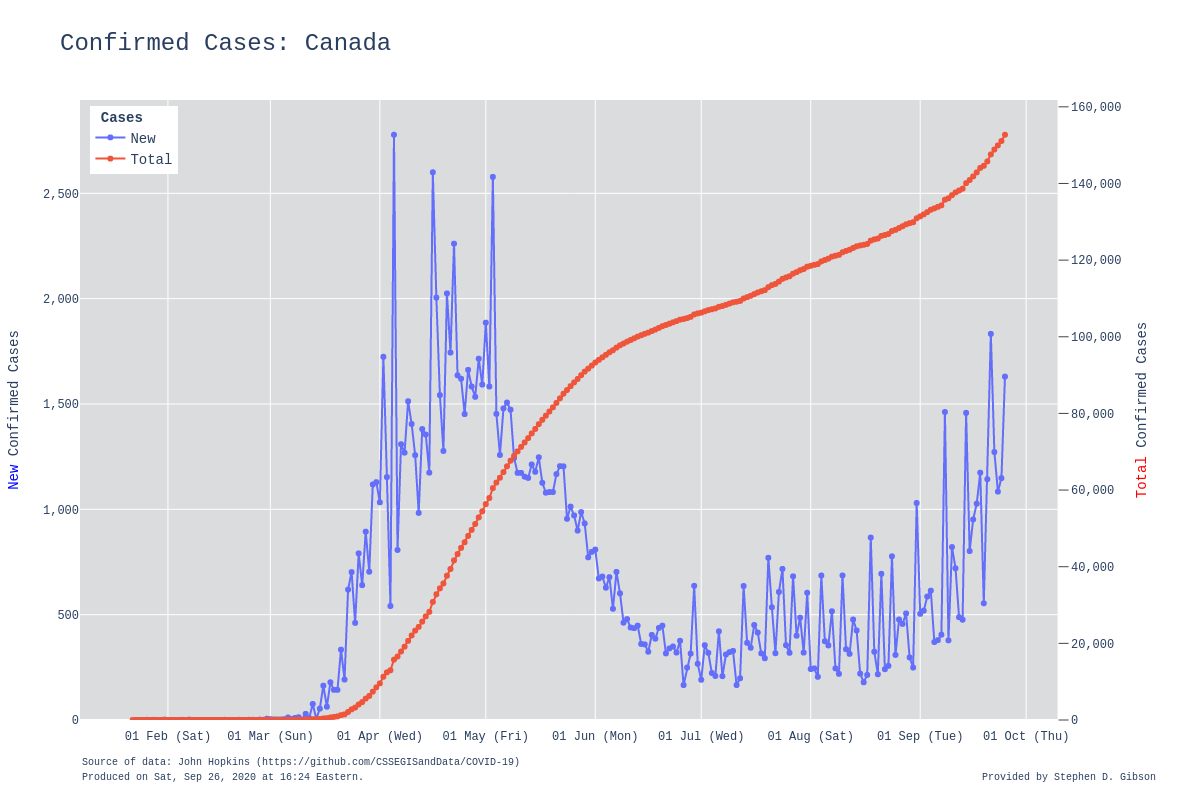 Confirmed Cases: Canada
Cases
New
Total
160,000
140,000
120,000
100,000
80,000
60,000
40,000
20,000
0
2,500
2,000
1,500
1,000
500
0
New Confirmed Cases
Total Confirmed Cases
01 Feb (Sat) 01 Mar (Sun) 01 Apr (Wed) 01 May (Fri) 01 Jun (Mon) 01 Jul (Wed) 01 Aug (Sat) 01 Sep (Tue) 01 Oct (Thu)
Source of data: John Hopkins (https://github.com/CSSEGISandData/COVID-19)
Produced on Sat, Sep 26, 2020 at 16:24 Eastern.
Provided by Stephen D. Gibson